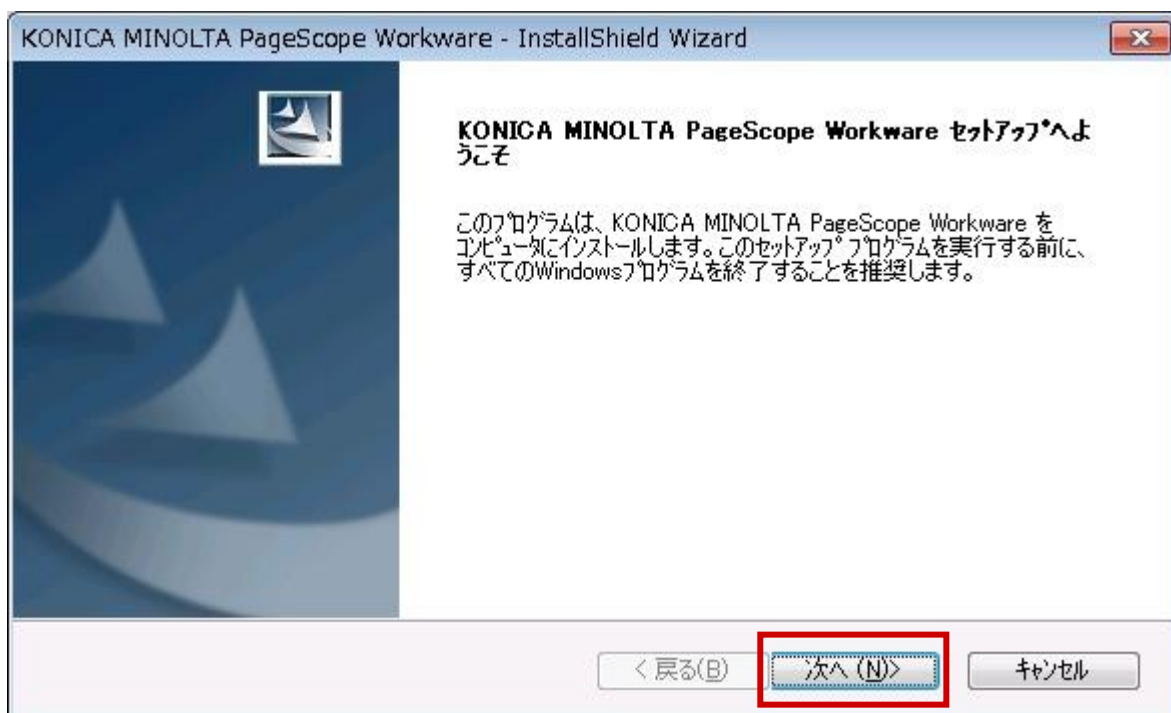 KONICA MINOLTA PageScope Workware - InstallShield Wizard
KONICA MINOLTA PageScope Workware ｾｯﾄｱｯﾌﾟへよ
うこそ
このﾌﾟﾛｸﾞﾗﾑは、KONICA MINOLTA PageScope Workware を
ｺﾝﾋﾟｭｰﾀにｲﾝｽﾄｰﾙします。このｾｯﾄｱｯﾌﾟ ﾌﾟﾛｸﾞﾗﾑを実行する前に、
すべてのWindowsﾌﾟﾛｸﾞﾗﾑを終了することを推奨します。
< 戻る(B)
次へ (N)>
ｷｬﾝｾﾙ